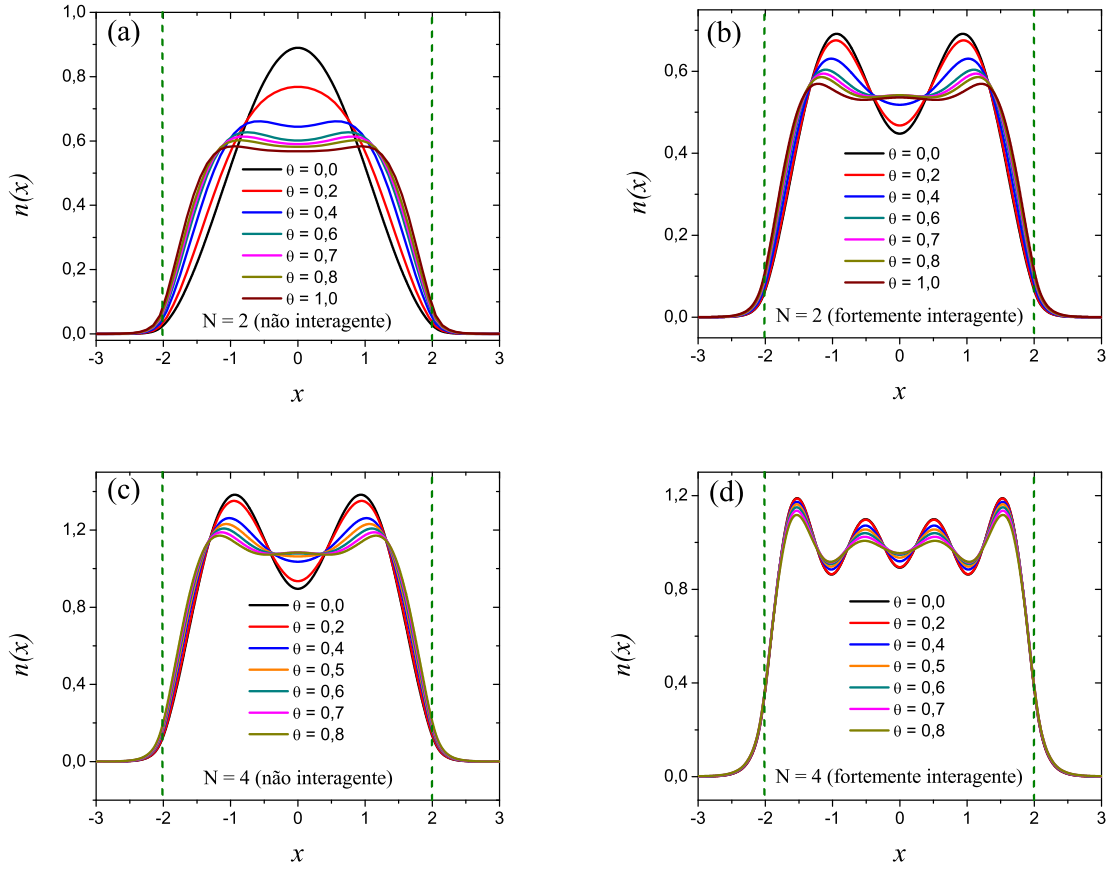 (a)
1,0
0,8
0,6
0,4
0,2
0,0
n(x)
θ = 0,0
θ = 0,2
θ = 0,4
θ = 0,6
θ = 0,7
θ = 0,8
θ = 1,0
N = 2 (não interagente)
-3 -2 -1 0 1 2 3
x
(b)
0,6
0,4
0,2
0,0
n(x)
θ = 0,0
θ = 0,2
θ = 0,4
θ = 0,6
θ = 0,7
θ = 0,8
θ = 1,0
N = 2 (fortemente interagente)
-3 -2 -1 0 1 2 3
x
(c)
1,2
0,8
0,4
0,0
n(x)
θ = 0,0
θ = 0,2
θ = 0,4
θ = 0,5
θ = 0,6
θ = 0,7
θ = 0,8
N = 4 (não interagente)
-3 -2 -1 0 1 2 3
x
(d)
1,2
0,8
0,4
0,0
n(x)
θ = 0,0
θ = 0,2
θ = 0,4
θ = 0,5
θ = 0,6
θ = 0,7
θ = 0,8
N = 4 (fortemente interagente)
-3 -2 -1 0 1 2 3
x